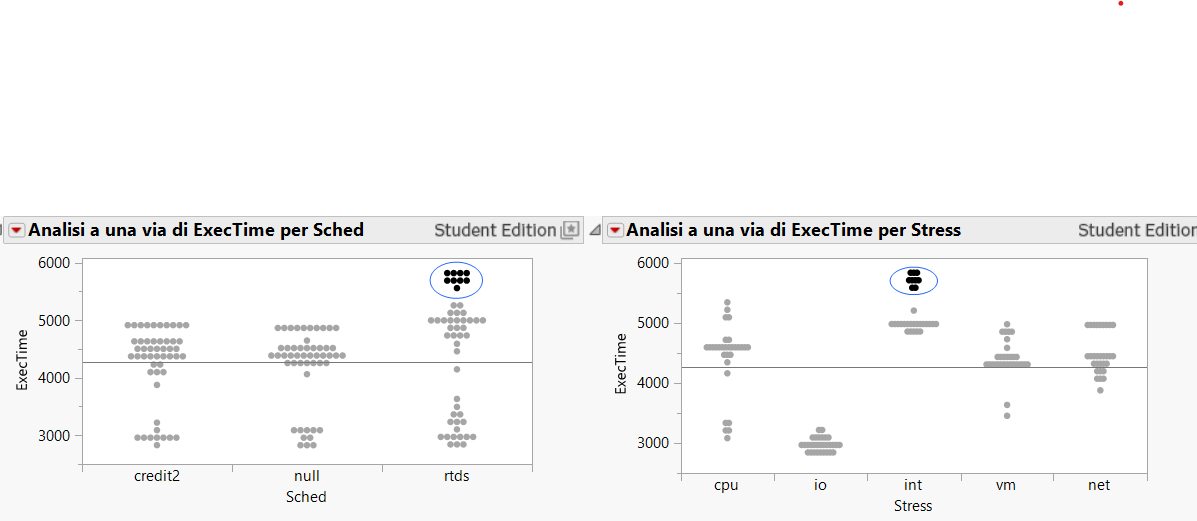 Analisi a una via di ExecTime per Sched
Student Edition
6000
5000
4000
3000
ExecTime
credit2
null
rtds
Sched
Analisi a una via di ExecTime per Stress
Student Edition
6000
5000
4000
3000
ExecTime
cpu
io
int
vm
net
Stress